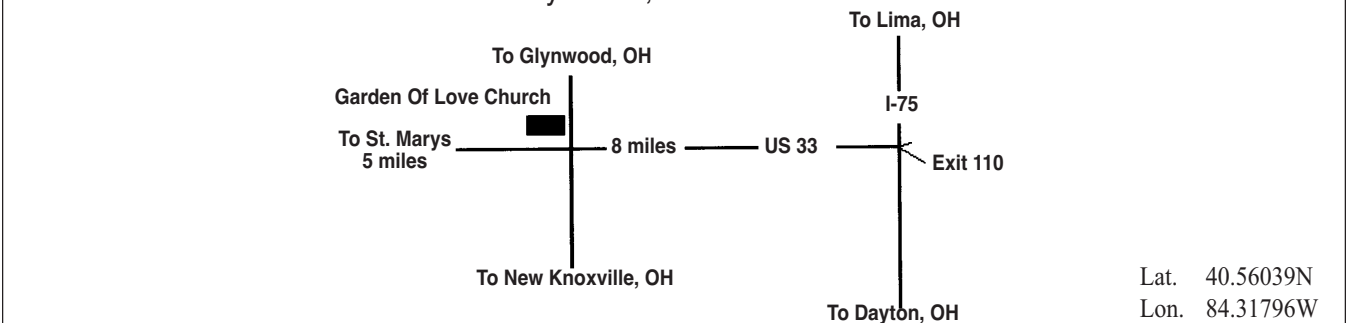 To Lima, OH
To Glynwood, OH
Garden Of Love Church
I-75
To St. Marys
5 miles
8 miles
US 33
Exit 110
To New Knoxville, OH
Lat. 40.56039N
Lon. 84.31796W
To Dayton, OH